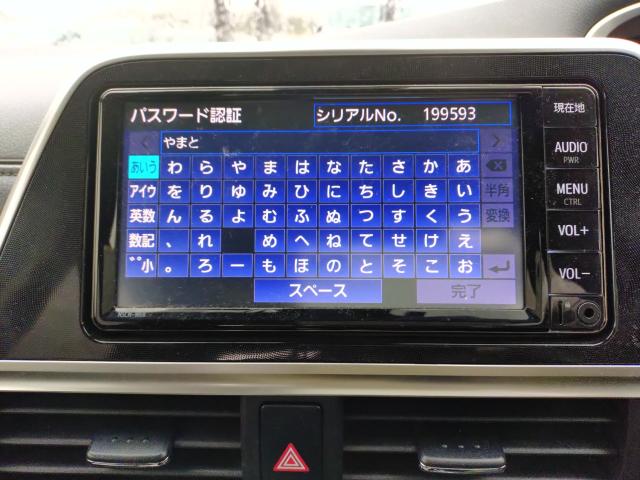 パスワード認証 シリアルNo. 199593
< やまと >
あいう わ ら や ま は な た さ か あ
アイウ を り ゆ み ひ に ち し き い 半角
英数 ん る よ む ふ ぬ つ す く う 変換
数記 、 れ め へ ね て せ け え
゛゜小 。 ろ ー も ほ の と そ こ お
スペース 完了
現在地
AUDIO
PWR
MENU
CTRL
VOL+
VOL-